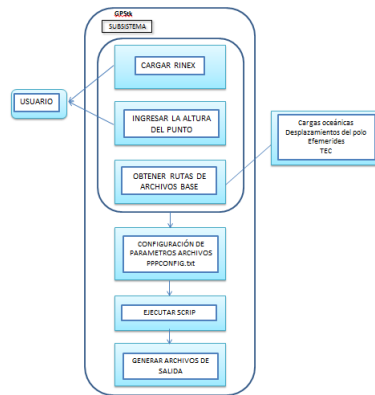 GPStk
SUBSISTEMA
CARGAR RINEX
USUARIO
INGRESAR LA ALTURA
DEL PUNTO
Cargas oceánicas
Desplazamientos del polo
Efemerides
TEC
OBTENER RUTAS DE
ARCHIVOS BASE
CONFIGURACIÓN DE
PARAMETROS ARCHIVOS
PPPCONFIG.txt
EJECUTAR SCRIP
GENERAR ARCHIVOS DE
SALIDA